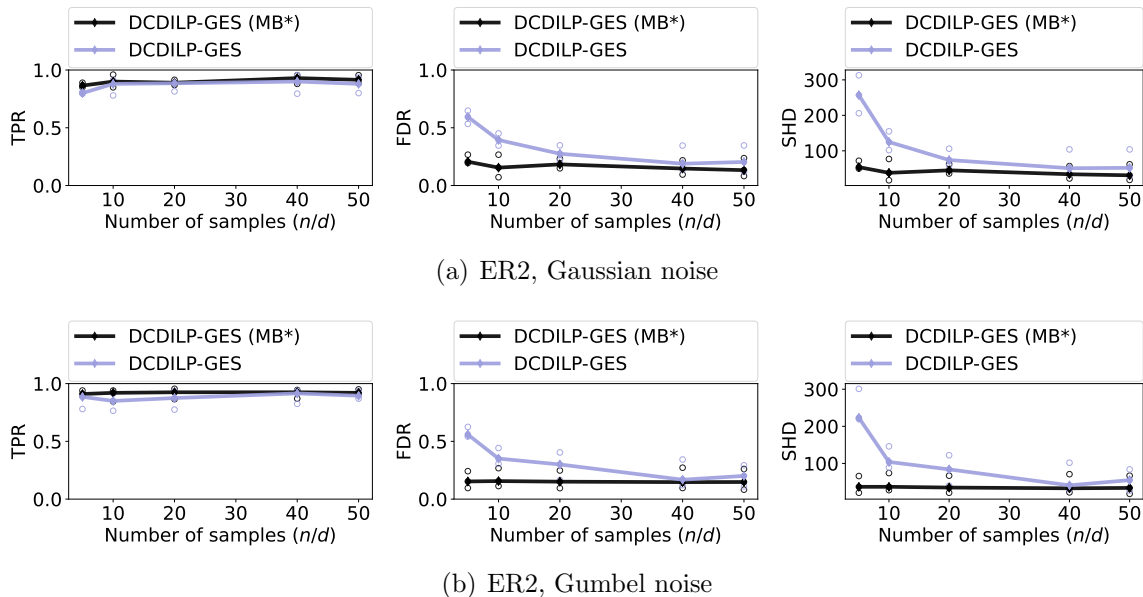 DCDILP-GES (MB*)
DCDILP-GES
1.0
0.5
0.0
TPR
10 20 30 40 50
Number of samples (n/d)
DCDILP-GES (MB*)
DCDILP-GES
1.0
0.5
0.0
FDR
10 20 30 40 50
Number of samples (n/d)
DCDILP-GES (MB*)
DCDILP-GES
300
200
100
SHD
10 20 30 40 50
Number of samples (n/d)
(a) ER2, Gaussian noise
DCDILP-GES (MB*)
DCDILP-GES
1.0
0.5
0.0
TPR
10 20 30 40 50
Number of samples (n/d)
DCDILP-GES (MB*)
DCDILP-GES
1.0
0.5
0.0
FDR
10 20 30 40 50
Number of samples (n/d)
DCDILP-GES (MB*)
DCDILP-GES
300
200
100
SHD
10 20 30 40 50
Number of samples (n/d)
(b) ER2, Gumbel noise